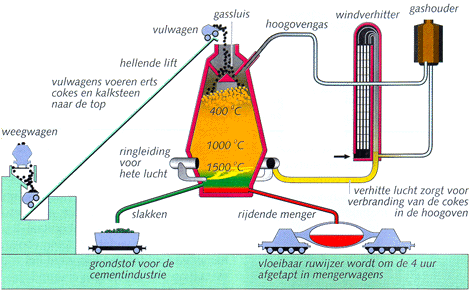 vulwagen
gassluis
hoogovengas
windverhitter
gashouder
hellende lift
vulwagens voeren erts
cokes en kalksteen
naar de top
400 °C
weegwagen
1000 °C
ringleiding
voor
hete lucht
1500 °C
verhitte lucht zorgt voor
verbranding van de cokes
in de hoogoven
slakken
rijdende menger
grondstof voor de
cementindustrie
vloeibaar ruwijzer wordt om de 4 uur
afgetapt in mengerwagens